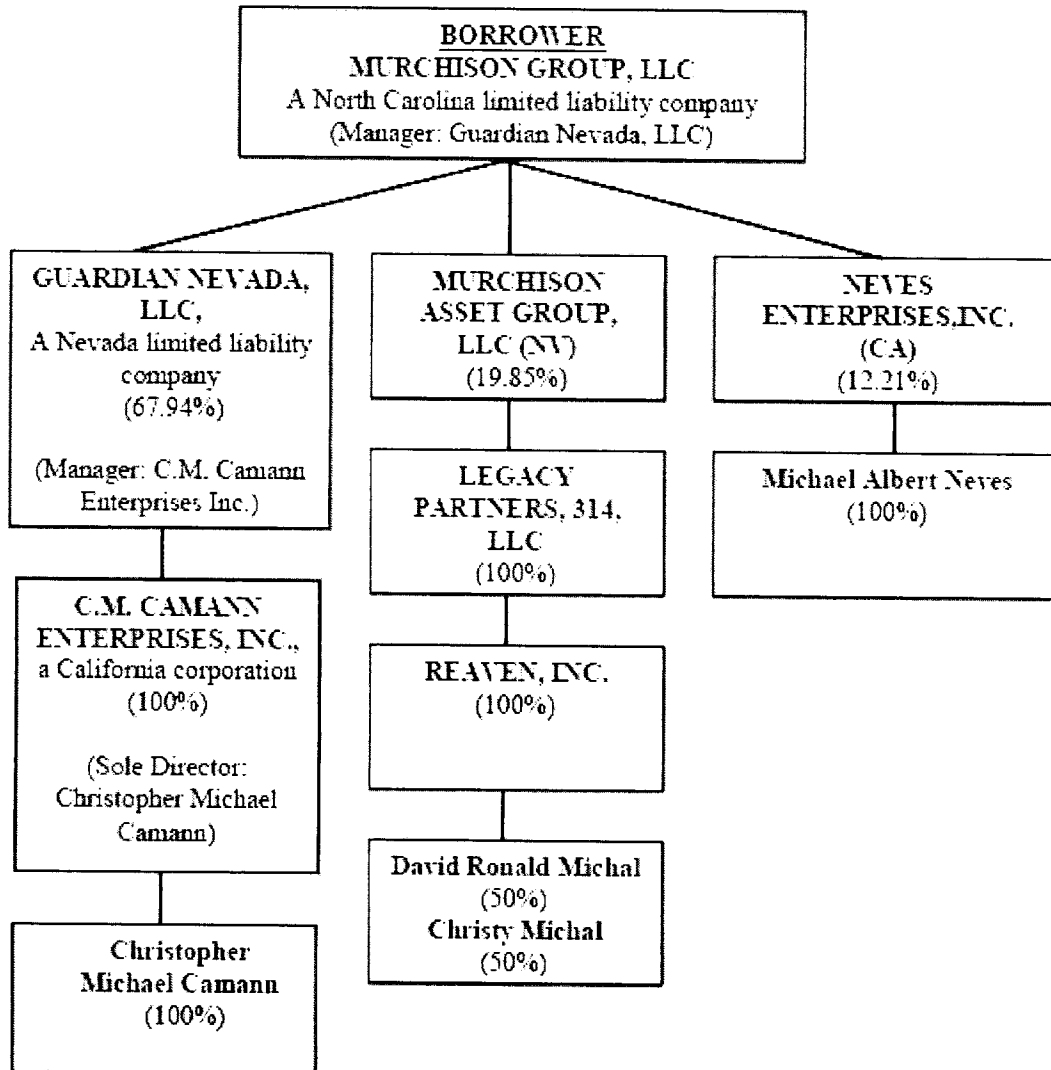 BORROWER
MURCHISON GROUP, LLC
A North Carolina limited liability company
(Manager: Guardian Nevada, LLC)
GUARDIAN NEVADA,
LLC,
A Nevada limited liability
company
(67.94%)
(Manager: C.M. Camann
Enterprises Inc.)
C.M. CAMANN
ENTERPRISES, INC.,
a California corporation
(100%)
(Sole Director:
Christopher Michael
Camann)
Christopher
Michael Camann
(100%)
MURCHISON
ASSET GROUP,
LLC (NV)
(19.85%)
LEGACY
PARTNERS, 314,
LLC
(100%)
REAVEN, INC.
(100%)
David Ronald Michal
(50%)
Christy Michal
(50%)
NEVES
ENTERPRISES,INC.
(CA)
(12.21%)
Michael Albert Neves
(100%)